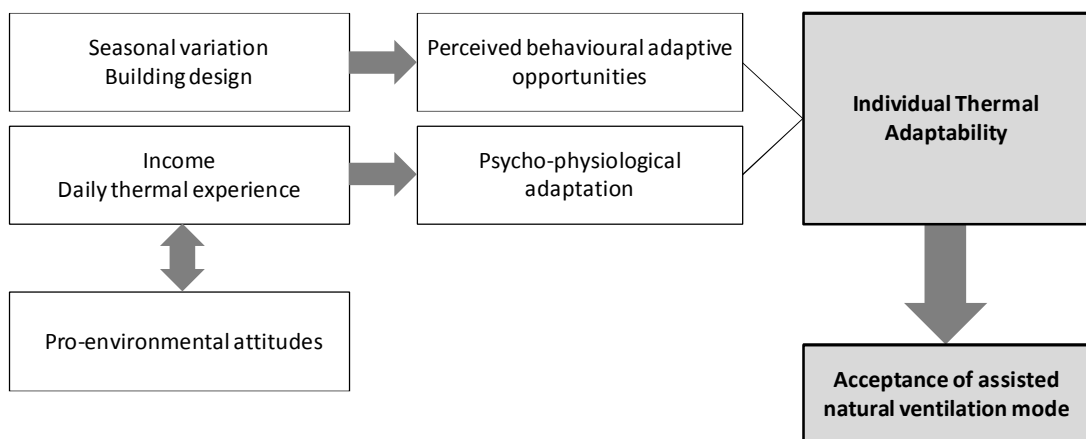 Seasonal variation
Building design
Perceived behavioural adaptive
opportunities
Individual Thermal
Adaptability
Income
Daily thermal experience
Psycho-physiological
adaptation
Pro-environmental attitudes
Acceptance of assisted
natural ventilation mode